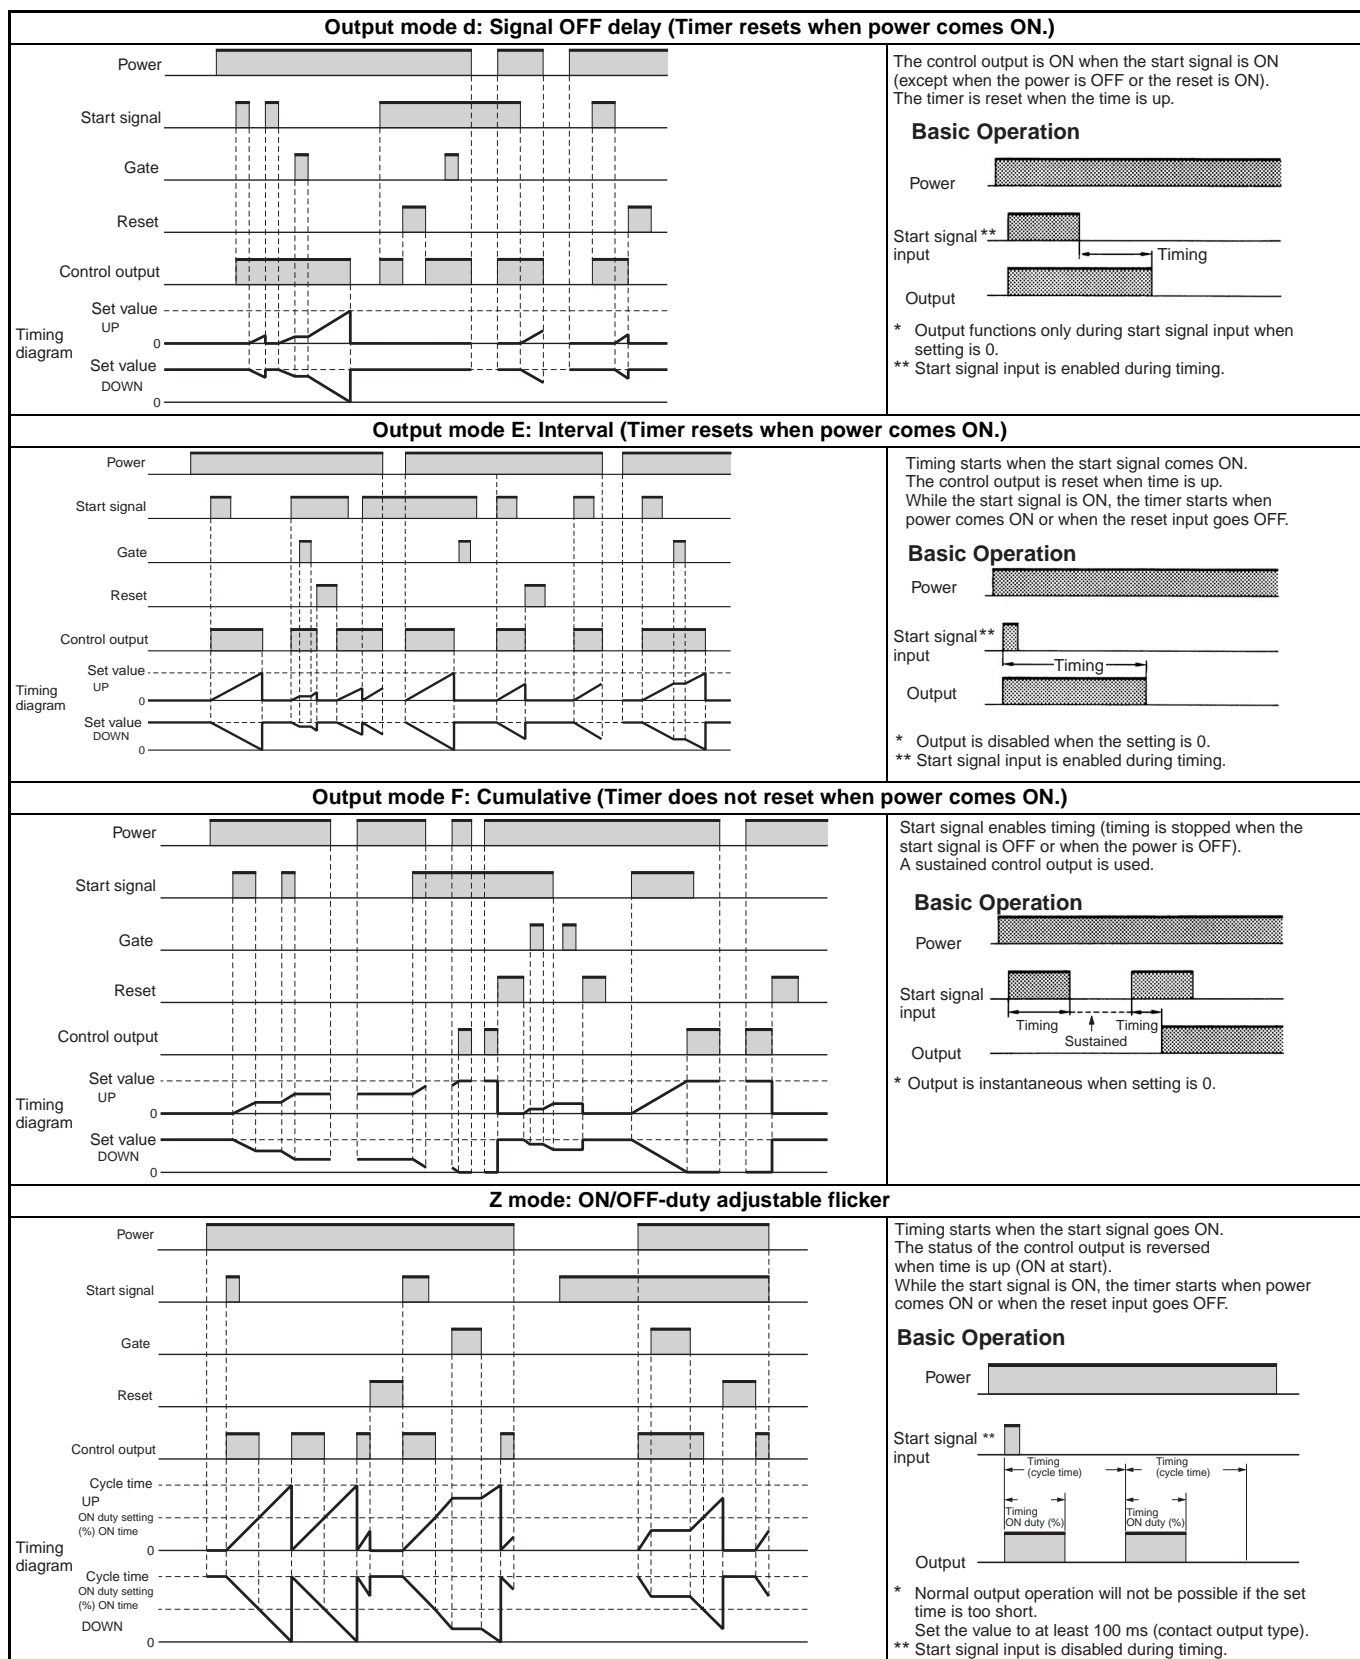 Output mode d: Signal OFF delay (Timer resets when power comes ON.)
Power
Start signal
Gate
Reset
Control output
Set value
UP
Timing
diagram
0
Set value
DOWN
0
The control output is ON when the start signal is ON
(except when the power is OFF or the reset is ON).
The timer is reset when the time is up.
Basic Operation
Power
Start signal **
input
Timing
Output
* Output functions only during start signal input when
setting is 0.
** Start signal input is enabled during timing.
Output mode E: Interval (Timer resets when power comes ON.)
Power
Start signal
Gate
Reset
Control output
Set value
UP
Timing
diagram
0
Set value
DOWN
0
Timing starts when the start signal comes ON.
The control output is reset when time is up.
While the start signal is ON, the timer starts when
power comes ON or when the reset input goes OFF.
Basic Operation
Power
Start signal **
input
Timing
Output
* Output is disabled when the setting is 0.
** Start signal input is enabled during timing.
Output mode F: Cumulative (Timer does not reset when power comes ON.)
Power
Start signal
Gate
Reset
Control output
Set value
UP
Timing
diagram
0
Set value
DOWN
0
Start signal enables timing (timing is stopped when the
start signal is OFF or when the power is OFF).
A sustained control output is used.
Basic Operation
Power
Start signal
input
Timing Timing
Sustained
Output
* Output is instantaneous when setting is 0.
Z mode: ON/OFF-duty adjustable flicker
Power
Start signal
Gate
Reset
Control output
Cycle time
UP
ON duty setting
(%) ON time
Timing
diagram
0
Cycle time
ON duty setting
(%) ON time
DOWN
0
Timing starts when the start signal goes ON.
The status of the control output is reversed
when time is up (ON at start).
While the start signal is ON, the timer starts when power
comes ON or when the reset input goes OFF.
Basic Operation
Power
Start signal **
input
Timing Timing
(cycle time) (cycle time)
Timing Timing
ON duty (%) ON duty (%)
Output
* Normal output operation will not be possible if the set
time is too short.
Set the value to at least 100 ms (contact output type).
** Start signal input is disabled during timing.